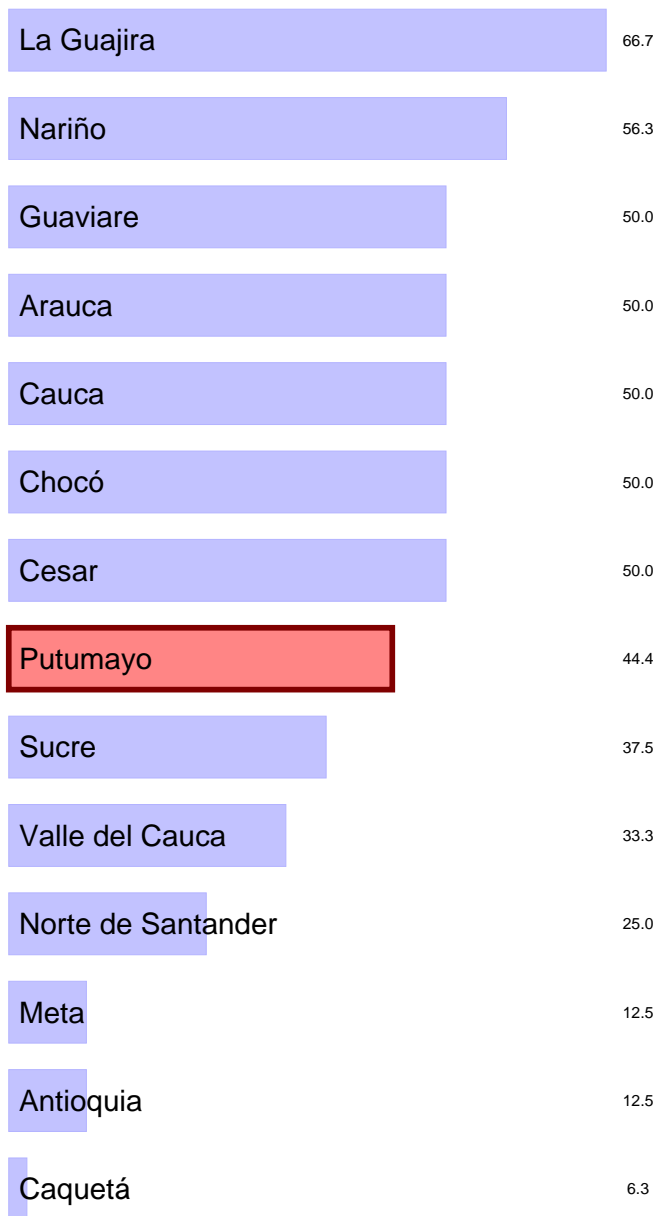 La Guajira 66.7
Nariño 56.3
Guaviare 50.0
Arauca 50.0
Cauca 50.0
Chocó 50.0
Cesar 50.0
Putumayo 44.4
Sucre 37.5
Valle del Cauca 33.3
Norte de Santander 25.0
Meta 12.5
Antioquia 12.5
Caquetá 6.3